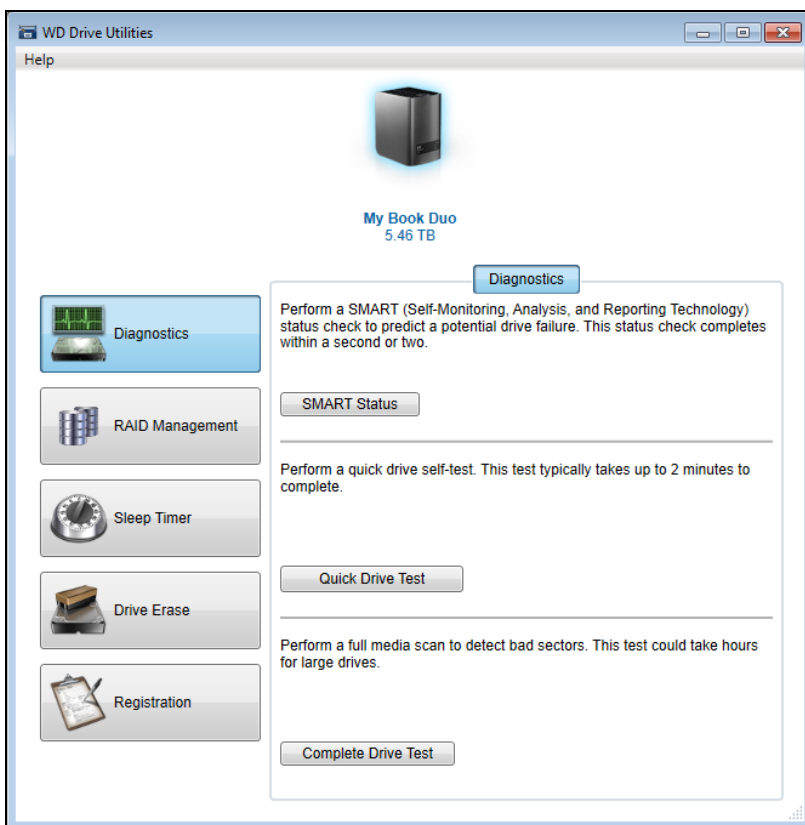 WD Drive Utilities
Help
My Book Duo
5.46 TB
Diagnostics
RAID Management
Sleep Timer
Drive Erase
Registration
Diagnostics
Perform a SMART (Self-Monitoring, Analysis, and Reporting Technology)
status check to predict a potential drive failure. This status check completes
within a second or two.
SMART Status
Perform a quick drive self-test. This test typically takes up to 2 minutes to
complete.
Quick Drive Test
Perform a full media scan to detect bad sectors. This test could take hours
for large drives.
Complete Drive Test